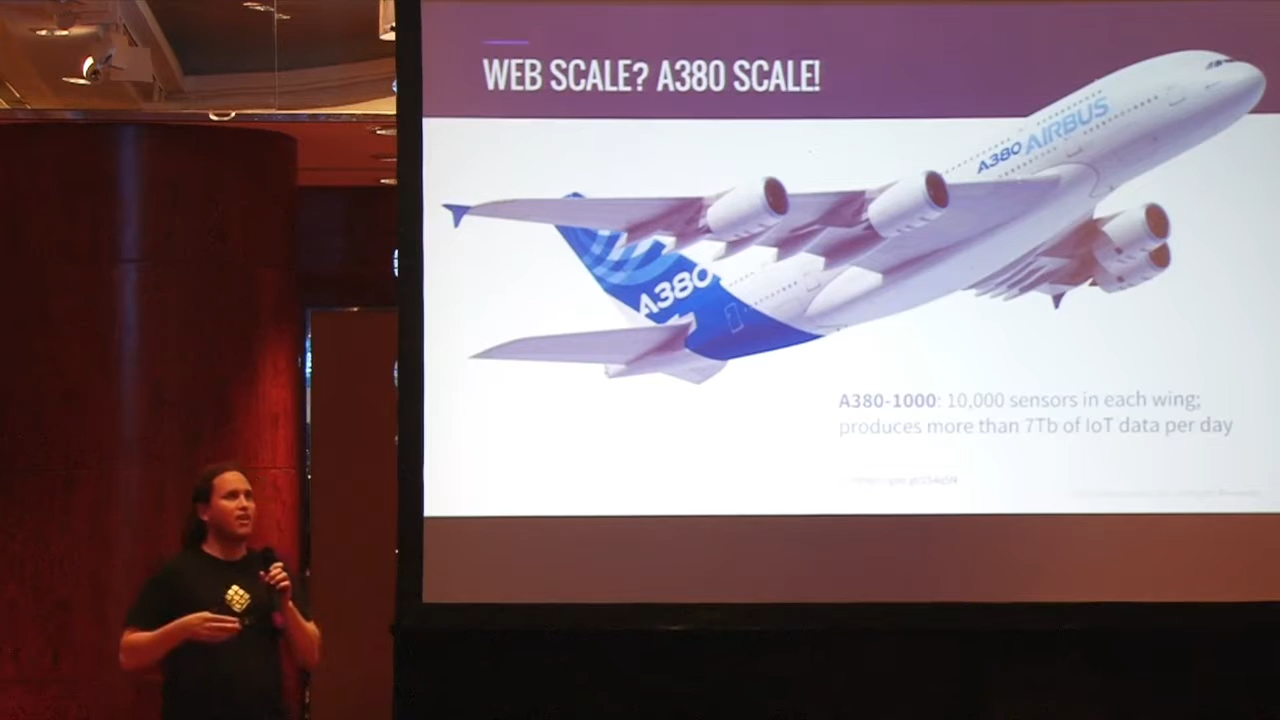 WEB SCALE? A380 SCALE!
A380 AIRBUS
A380
A380-1000: 10,000 sensors in each wing;
produces more than 7Tb of IoT data per day